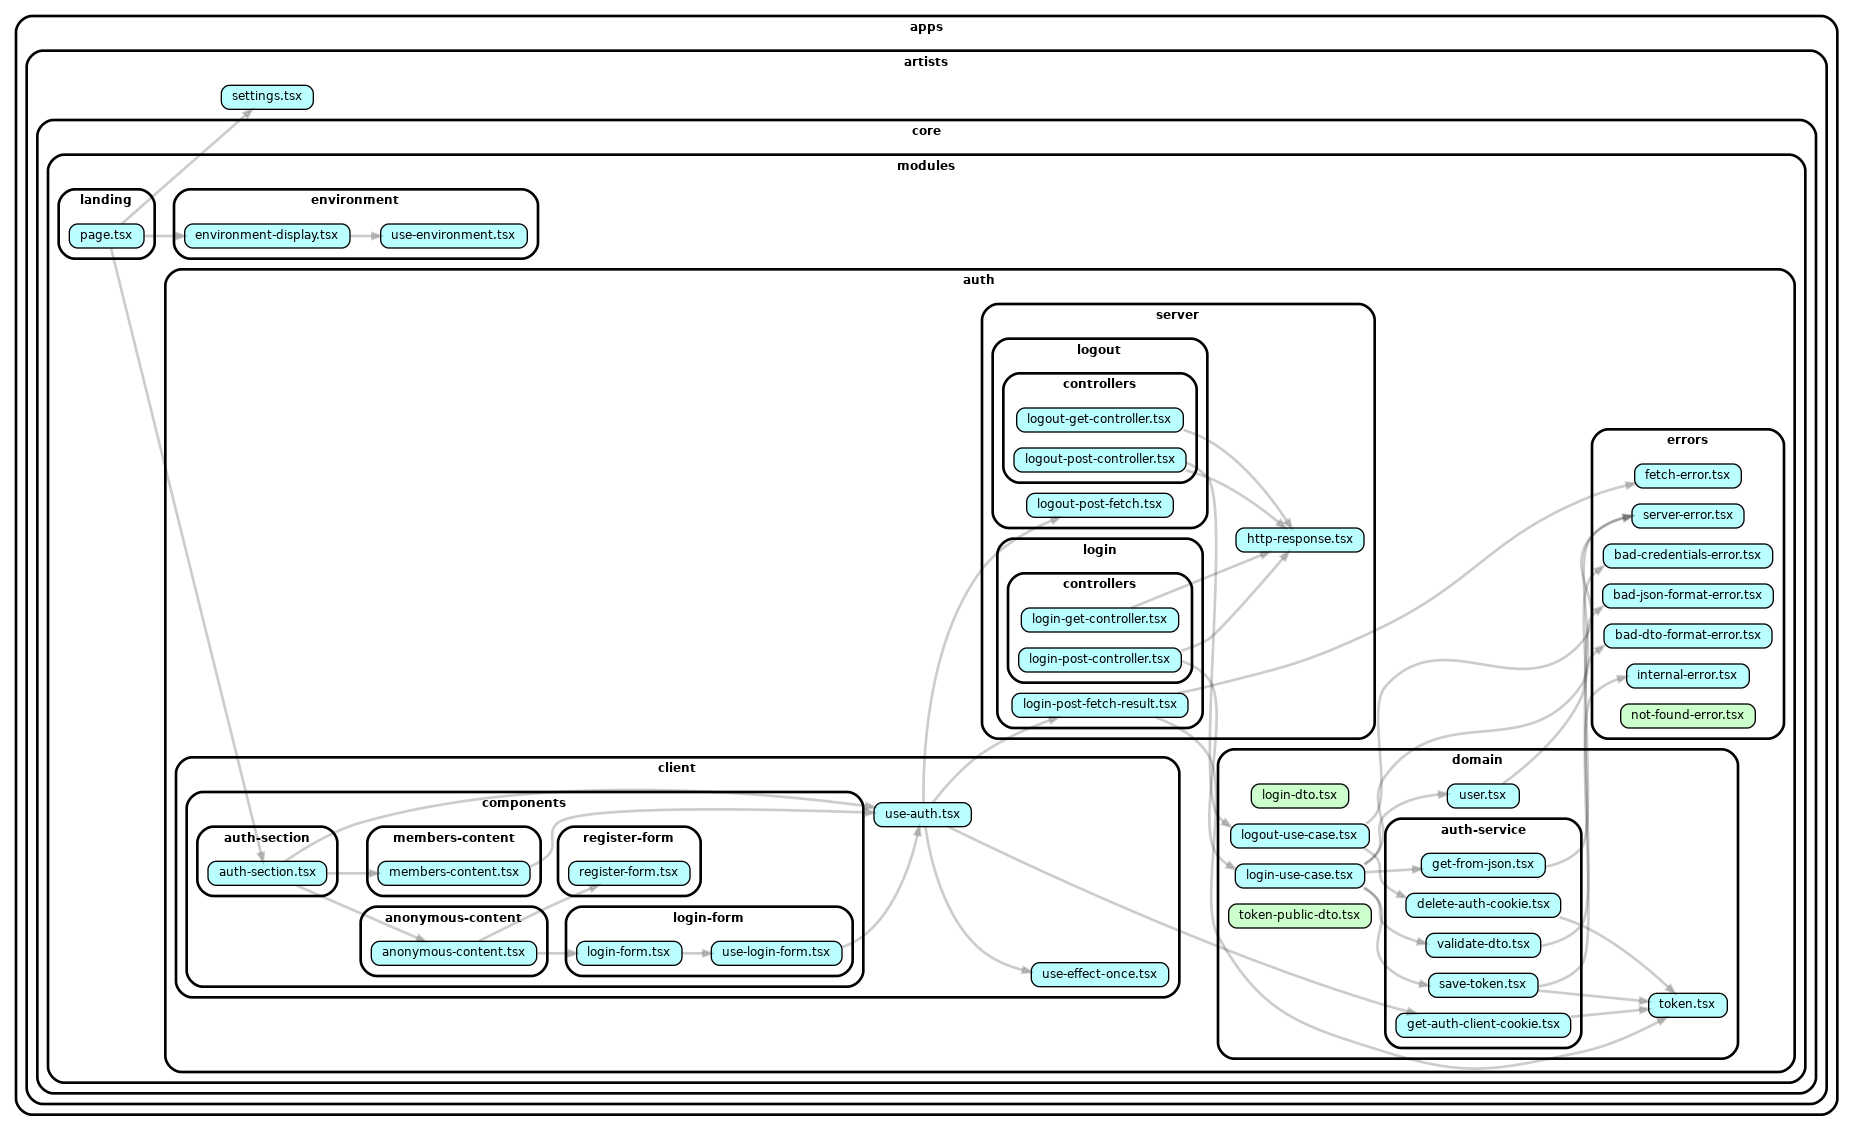 apps
artists
settings.tsx
core
modules
landing
page.tsx
environment
environment-display.tsx
use-environment.tsx
auth
server
logout
controllers
logout-get-controller.tsx
logout-post-controller.tsx
logout-post-fetch.tsx
http-response.tsx
login
controllers
login-get-controller.tsx
login-post-controller.tsx
login-post-fetch-result.tsx
errors
fetch-error.tsx
server-error.tsx
bad-credentials-error.tsx
bad-json-format-error.tsx
bad-dto-format-error.tsx
internal-error.tsx
not-found-error.tsx
client
components
auth-section
auth-section.tsx
members-content
members-content.tsx
register-form
register-form.tsx
anonymous-content
anonymous-content.tsx
login-form
login-form.tsx
use-login-form.tsx
use-auth.tsx
use-effect-once.tsx
domain
login-dto.tsx
logout-use-case.tsx
login-use-case.tsx
token-public-dto.tsx
user.tsx
auth-service
get-from-json.tsx
delete-auth-cookie.tsx
validate-dto.tsx
save-token.tsx
get-auth-client-cookie.tsx
token.tsx